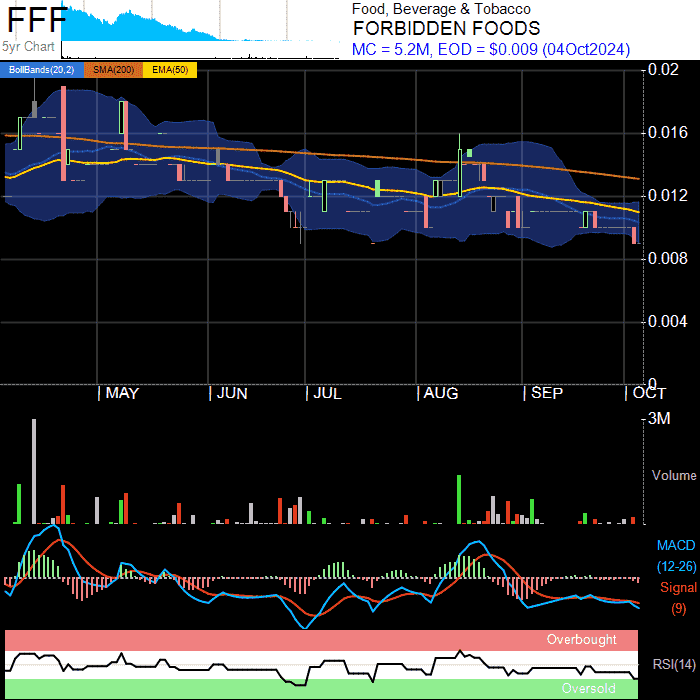 FFF
5yr Chart
Food, Beverage & Tobacco
FORBIDDEN FOODS
MC = 5.2M, EOD = $0.009 (04Oct2024)
BollBands(20,2) SMA(200) EMA(50)
0.02
0.016
0.012
0.008
0.004
0
MAY JUN JUL AUG SEP OCT
3M
Volume
MACD
(12-26)
Signal
(9)
Overbought
RSI(14)
Oversold